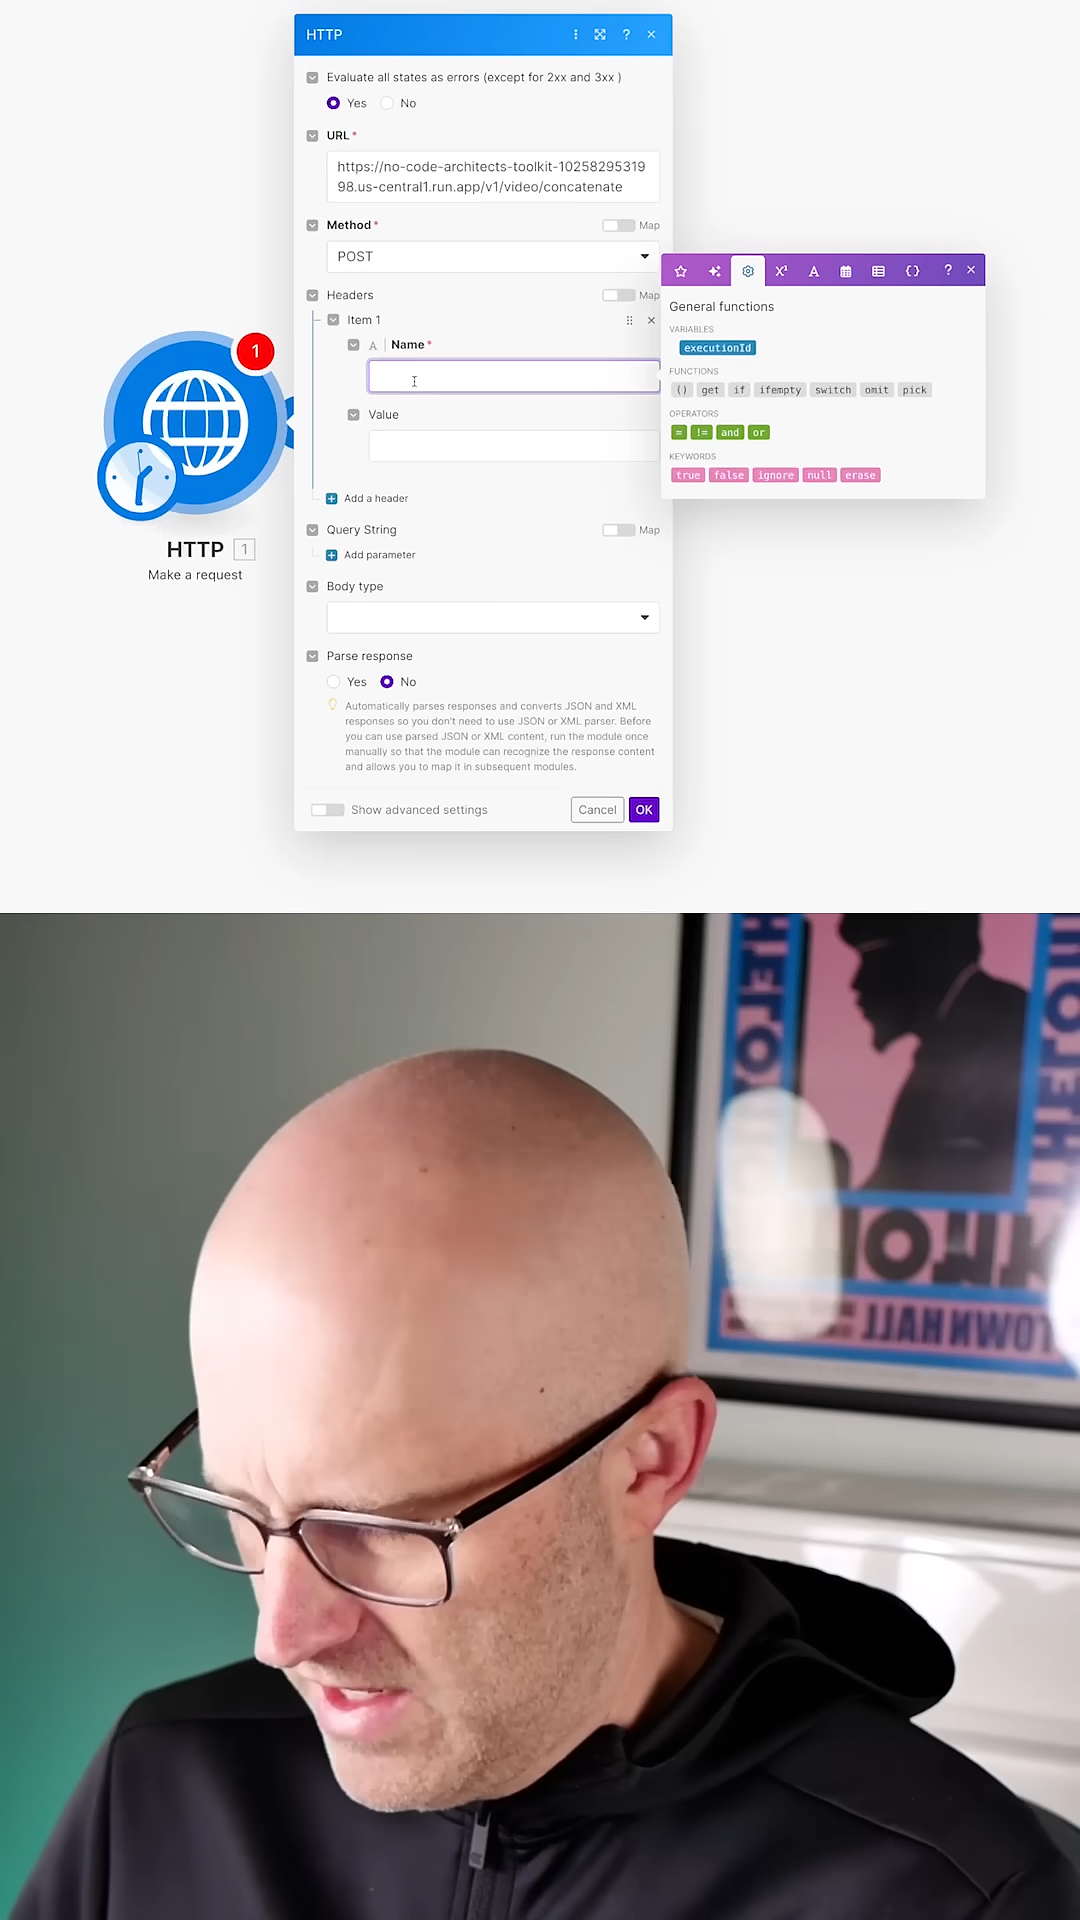 HTTP
?
Evaluate all states as errors (except for 2xx and 3xx )
Yes No
URL *
https://no-code-architects-toolkit-10258295319
98.us-central1.run.app/v1/video/concatenate
Method *
Map
POST
Headers
Map
Item 1
A Name *
Value
Add a header
Query String
Map
Add parameter
Body type
Parse response
Yes No
Automatically parses responses and converts JSON and XML
responses so you don't need to use JSON or XML parser. Before
you can use parsed JSON or XML content, run the module once
manually so that the module can recognize the response content
and allows you to map it in subsequent modules.
Show advanced settings
Cancel
OK
1
HTTP 1
Make a request
X¹ A {} ?
General functions
VARIABLES
executionId
FUNCTIONS
() get if ifempty switch omit pick
OPERATORS
= != and or
KEYWORDS
true false ignore null erase
TOWN HALL